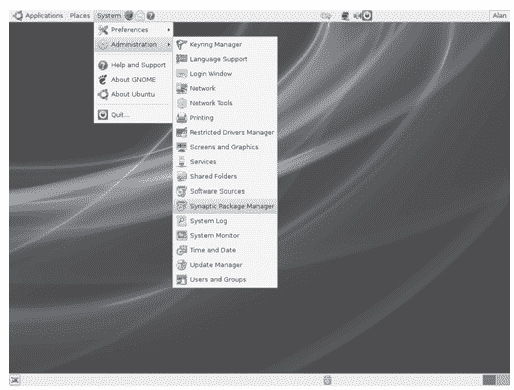 Applications Places System Alan
Preferences
Administration
Help and Support
About GNOME
About Ubuntu
Quit...
Keyring Manager
Language Support
Login Window
Network
Network Tools
Printing
Restricted Drivers Manager
Screens and Graphics
Services
Shared Folders
Software Sources
Synaptic Package Manager
System Log
System Monitor
Time and Date
Update Manager
Users and Groups